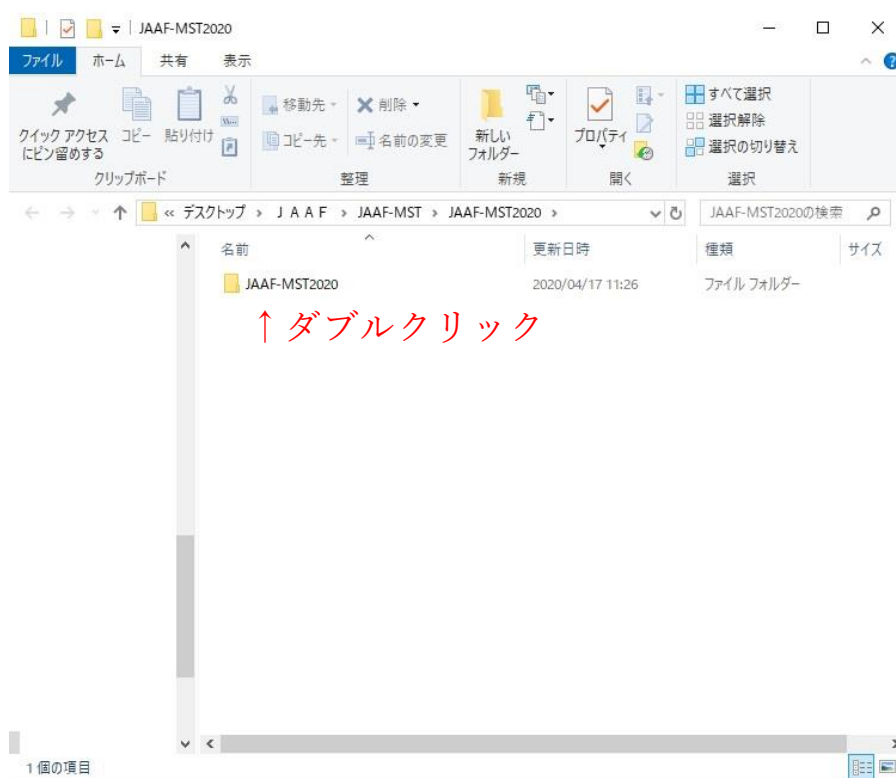 JAAF-MST2020
ファイル ホーム 共有 表示
クイック アクセス
にピン留めする
コピー
貼り付け
移動先
コピー先
削除
名前の変更
新しい
フォルダー
プロパティ
すべて選択
選択解除
選択の切り替え
クリップボード 整理 新規 開く 選択
« デスクトップ › ＪＡＡＦ › JAAF-MST › JAAF-MST2020 › JAAF-MST2020の検索
名前 更新日時 種類 サイズ
JAAF-MST2020 2020/04/17 11:26 ファイル フォルダー
↑ダブルクリック
1 個の項目